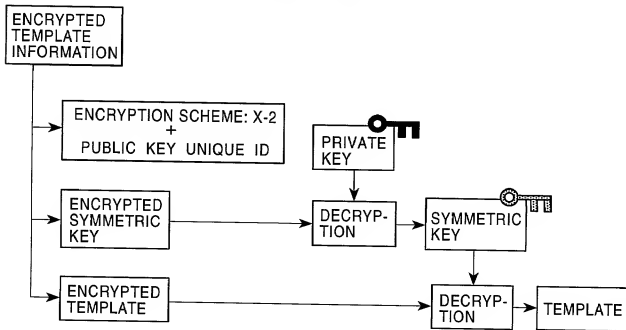 ENCRYPTED
TEMPLATE
INFORMATION
ENCRYPTION SCHEME: X-2
+
PUBLIC KEY UNIQUE ID
PRIVATE
KEY
ENCRYPTED
SYMMETRIC
KEY
DECRYP-
TION
SYMMETRIC
KEY
ENCRYPTED
TEMPLATE
DECRYP-
TION
TEMPLATE